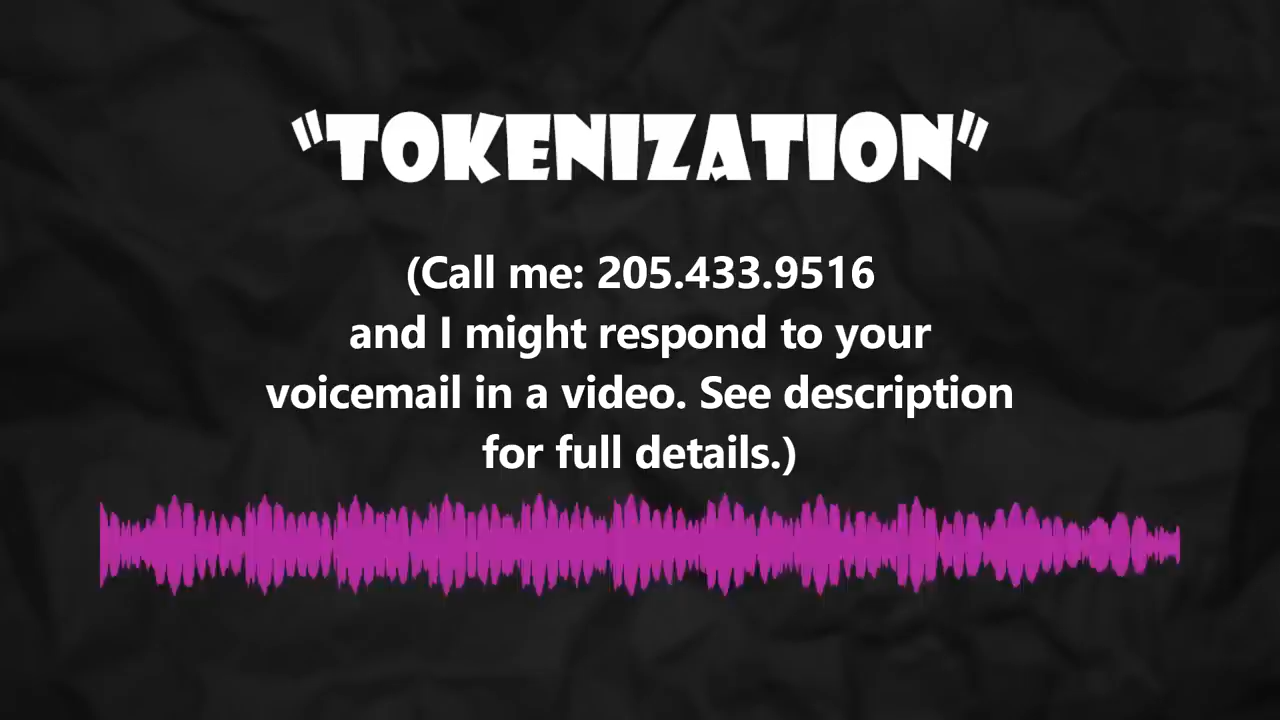 "TOKENIZATION"
(Call me: 205.433.9516
and I might respond to your
voicemail in a video. See description
for full details.)